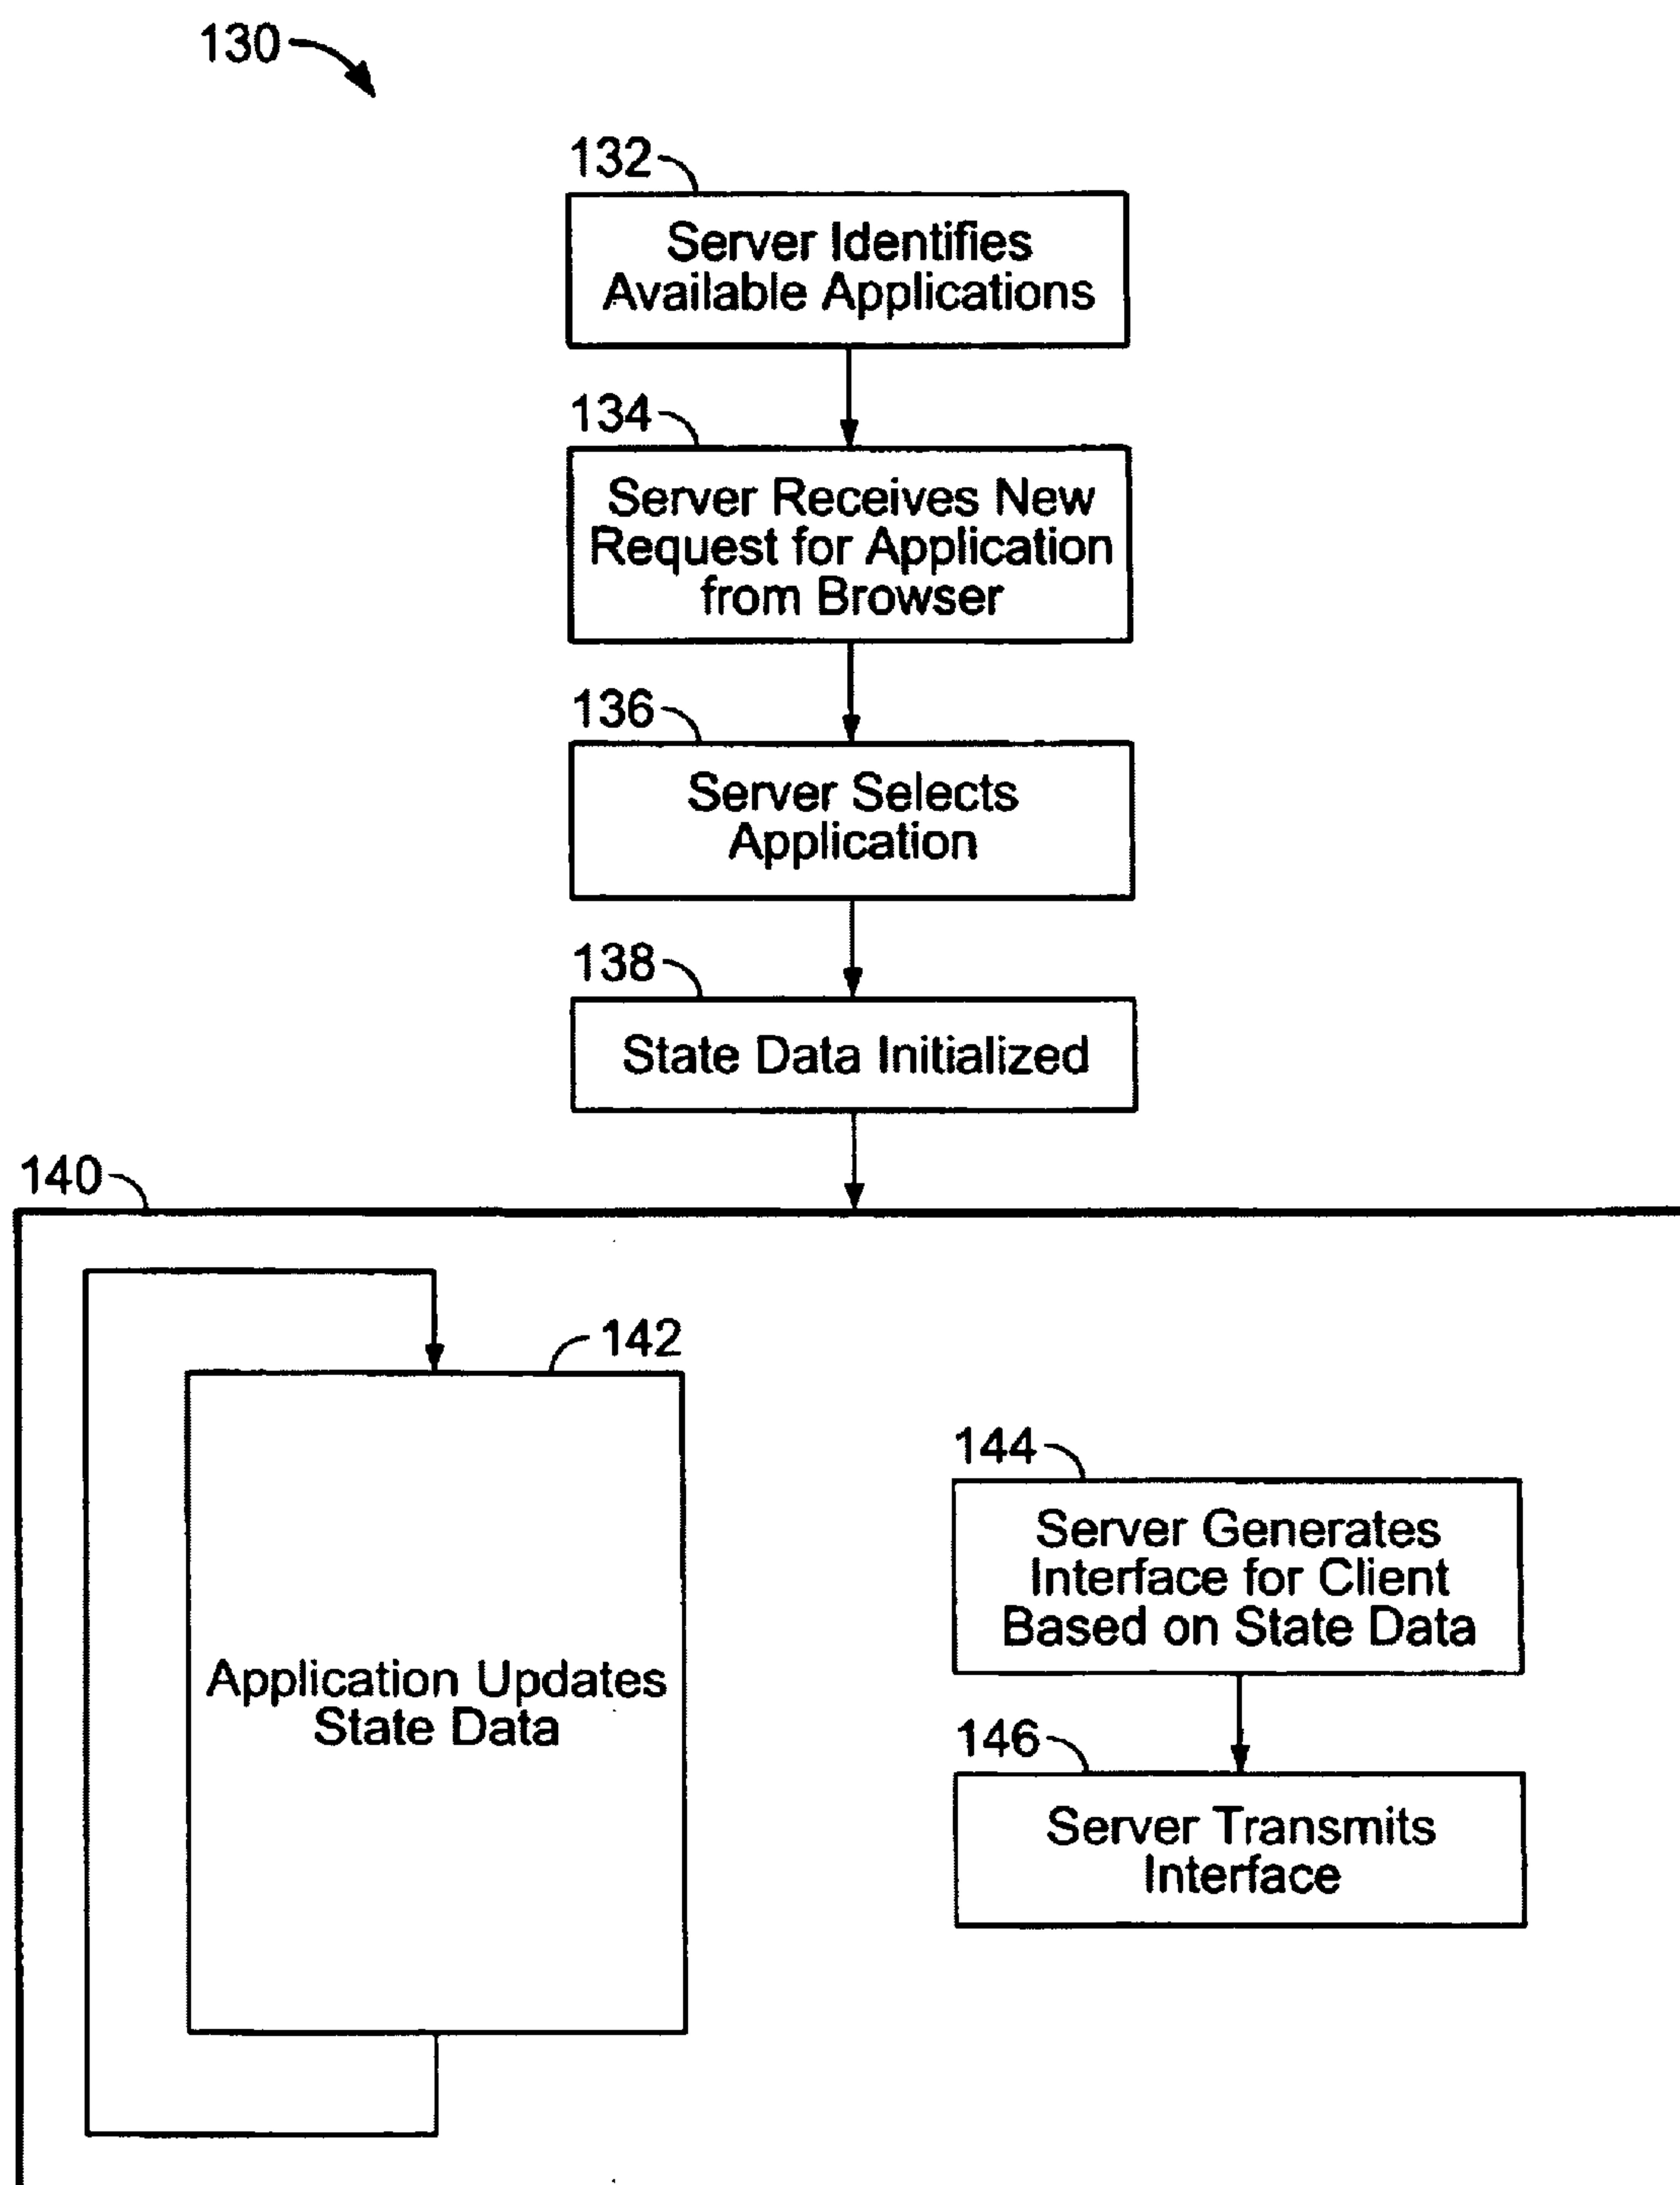 130
132
Server Identifies
Available Applications
134
Server Receives New
Request for Application
from Browser
136
Server Selects
Application
138
State Data Initialized
140
142
Application Updates
State Data
144
Server Generates
Interface for Client
Based on State Data
146
Server Transmits
Interface